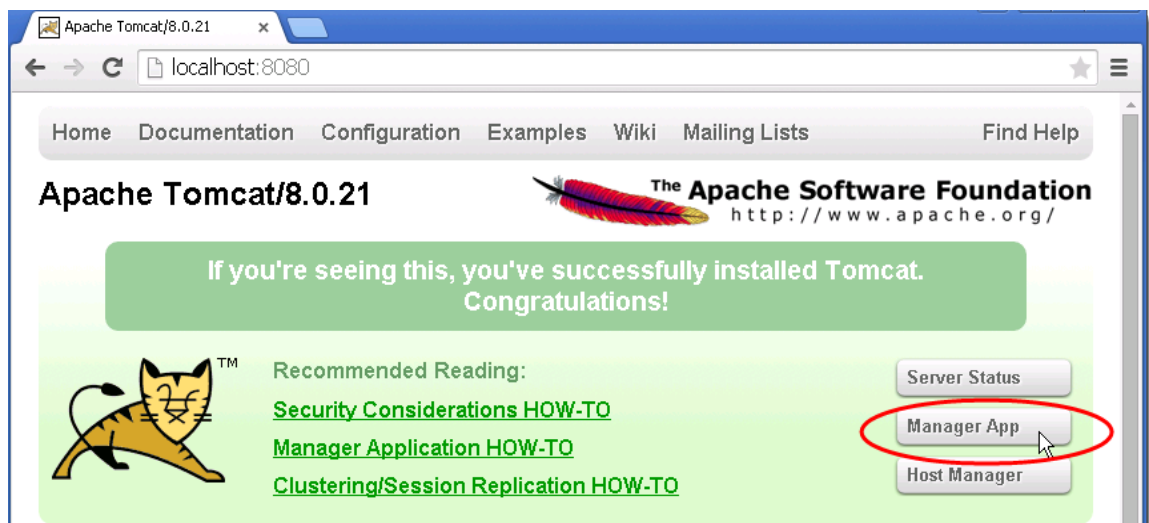 Apache Tomcat/8.0.21
localhost:8080
Home Documentation Configuration Examples Wiki Mailing Lists Find Help
Apache Tomcat/8.0.21
The Apache Software Foundation
http://www.apache.org/
If you're seeing this, you've successfully installed Tomcat.
Congratulations!
TM
Recommended Reading:
Security Considerations HOW-TO
Manager Application HOW-TO
Clustering/Session Replication HOW-TO
Server Status
Manager App
Host Manager